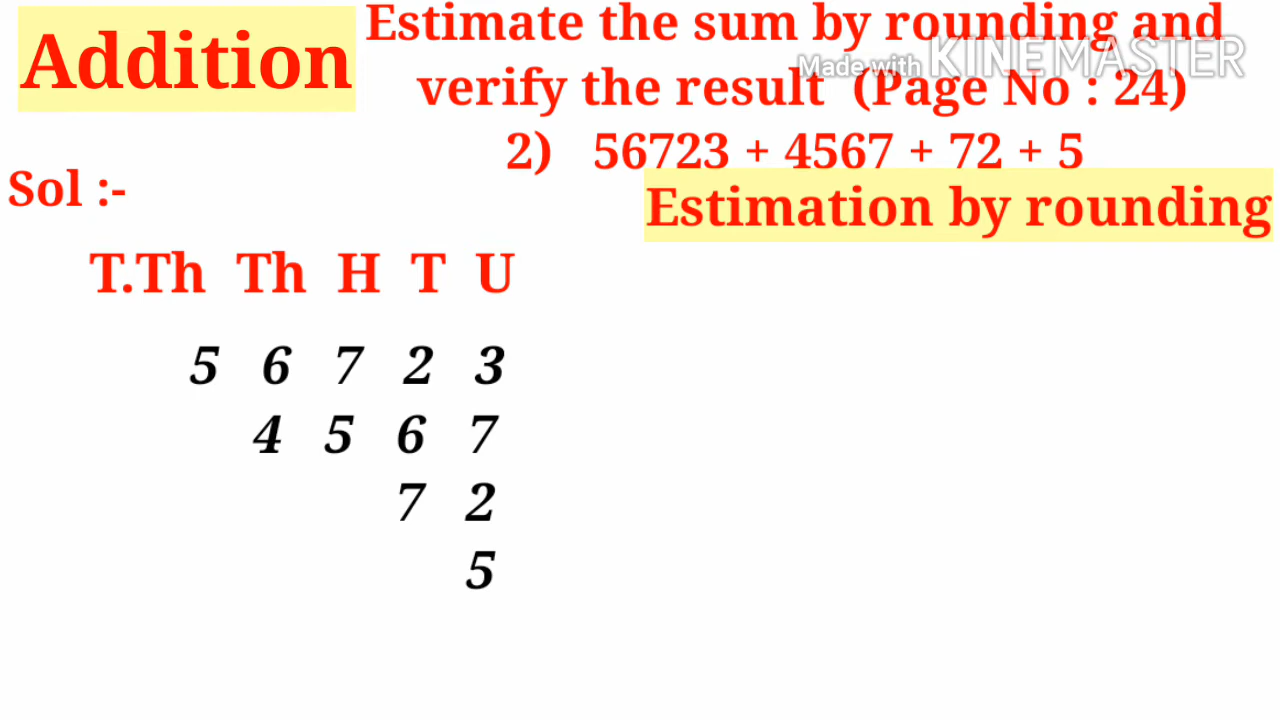 Addition
Estimate the sum by rounding and
Made with KINEMASTER
verify the result (Page No : 24)
2) 56723 + 4567 + 72 + 5
Sol :-
Estimation by rounding
T.Th Th H T U
5 6 7 2 3
4 5 6 7
7 2
5